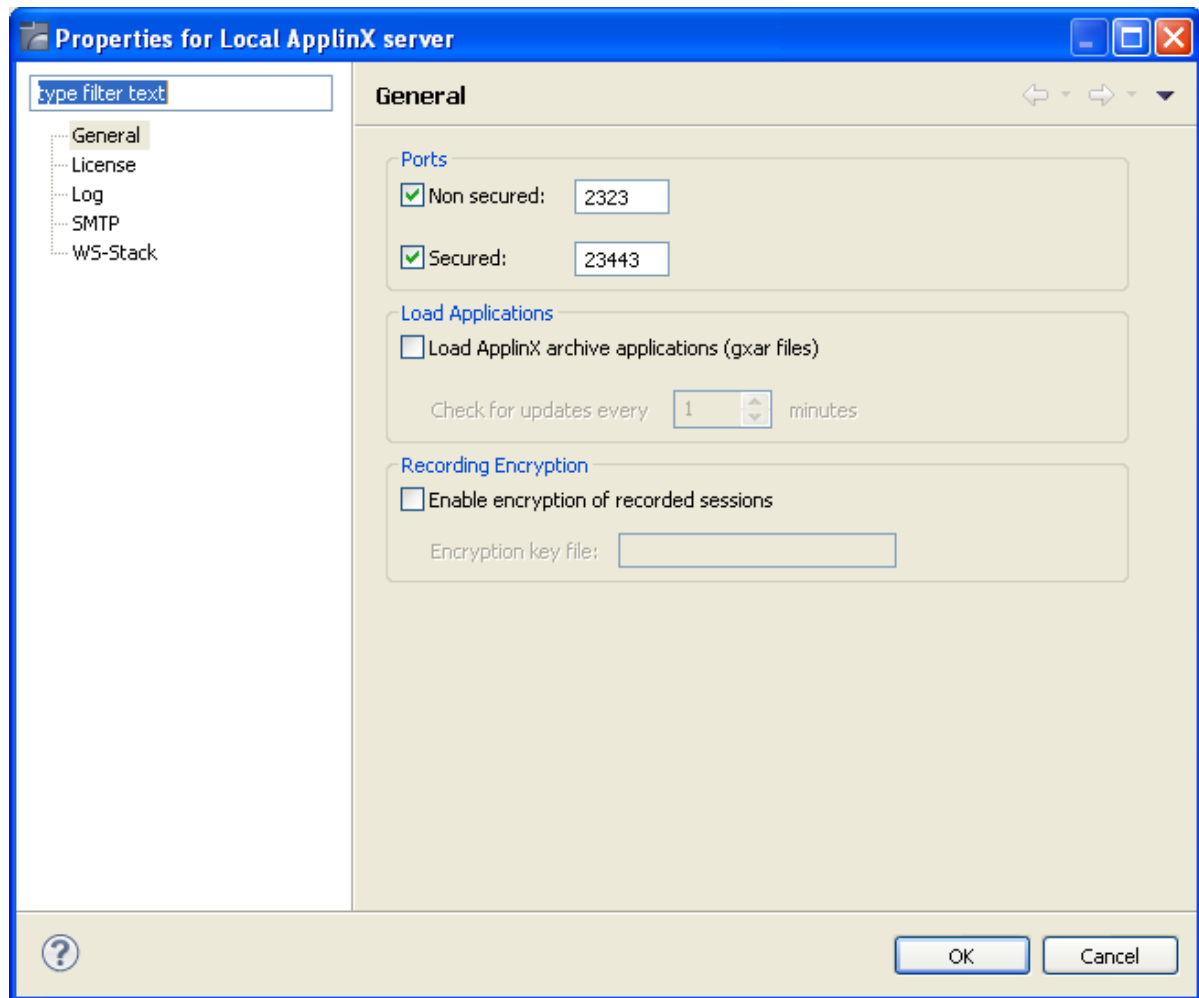 Properties for Local ApplinX server
type filter text
General
License
Log
SMTP
WS-Stack
General
Ports
Non secured: 2323
Secured: 23443
Load Applications
Load ApplinX archive applications (gxar files)
Check for updates every 1 minutes
Recording Encryption
Enable encryption of recorded sessions
Encryption key file:
?
OK Cancel